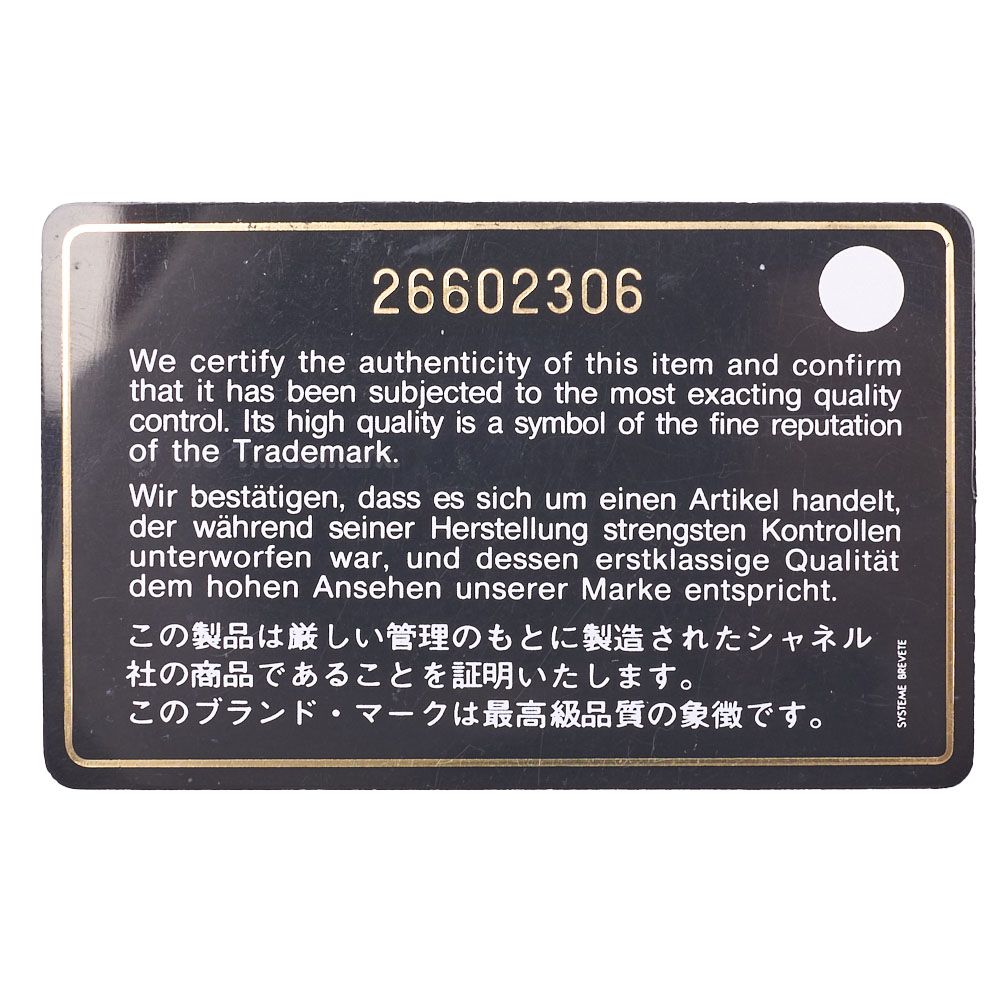 26602306
We certify the authenticity of this item and confirm
that it has been subjected to the most exacting quality
control. Its high quality is a symbol of the fine reputation
of the Trademark.
Wir bestätigen, dass es sich um einen Artikel handelt,
der während seiner Herstellung strengsten Kontrollen
unterworfen war, und dessen erstklassige Qualität
dem hohen Ansehen unserer Marke entspricht.
この製品は厳しい管理のもとに製造されたシャネル
社の商品であることを証明いたします。
このブランド・マークは最高級品質の象徴です。
SYSTEME BREVETE